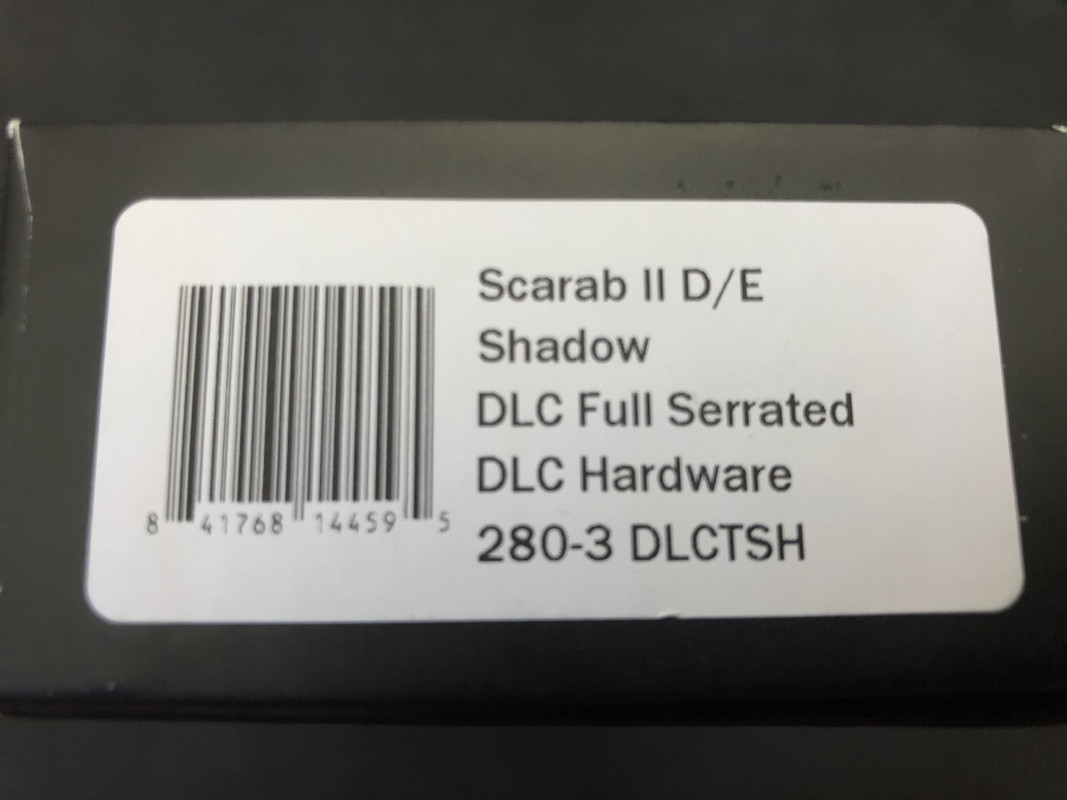 Scarab II D/E
Shadow
DLC Full Serrated
DLC Hardware
280-3 DLCTSH
8 41768 14459 5